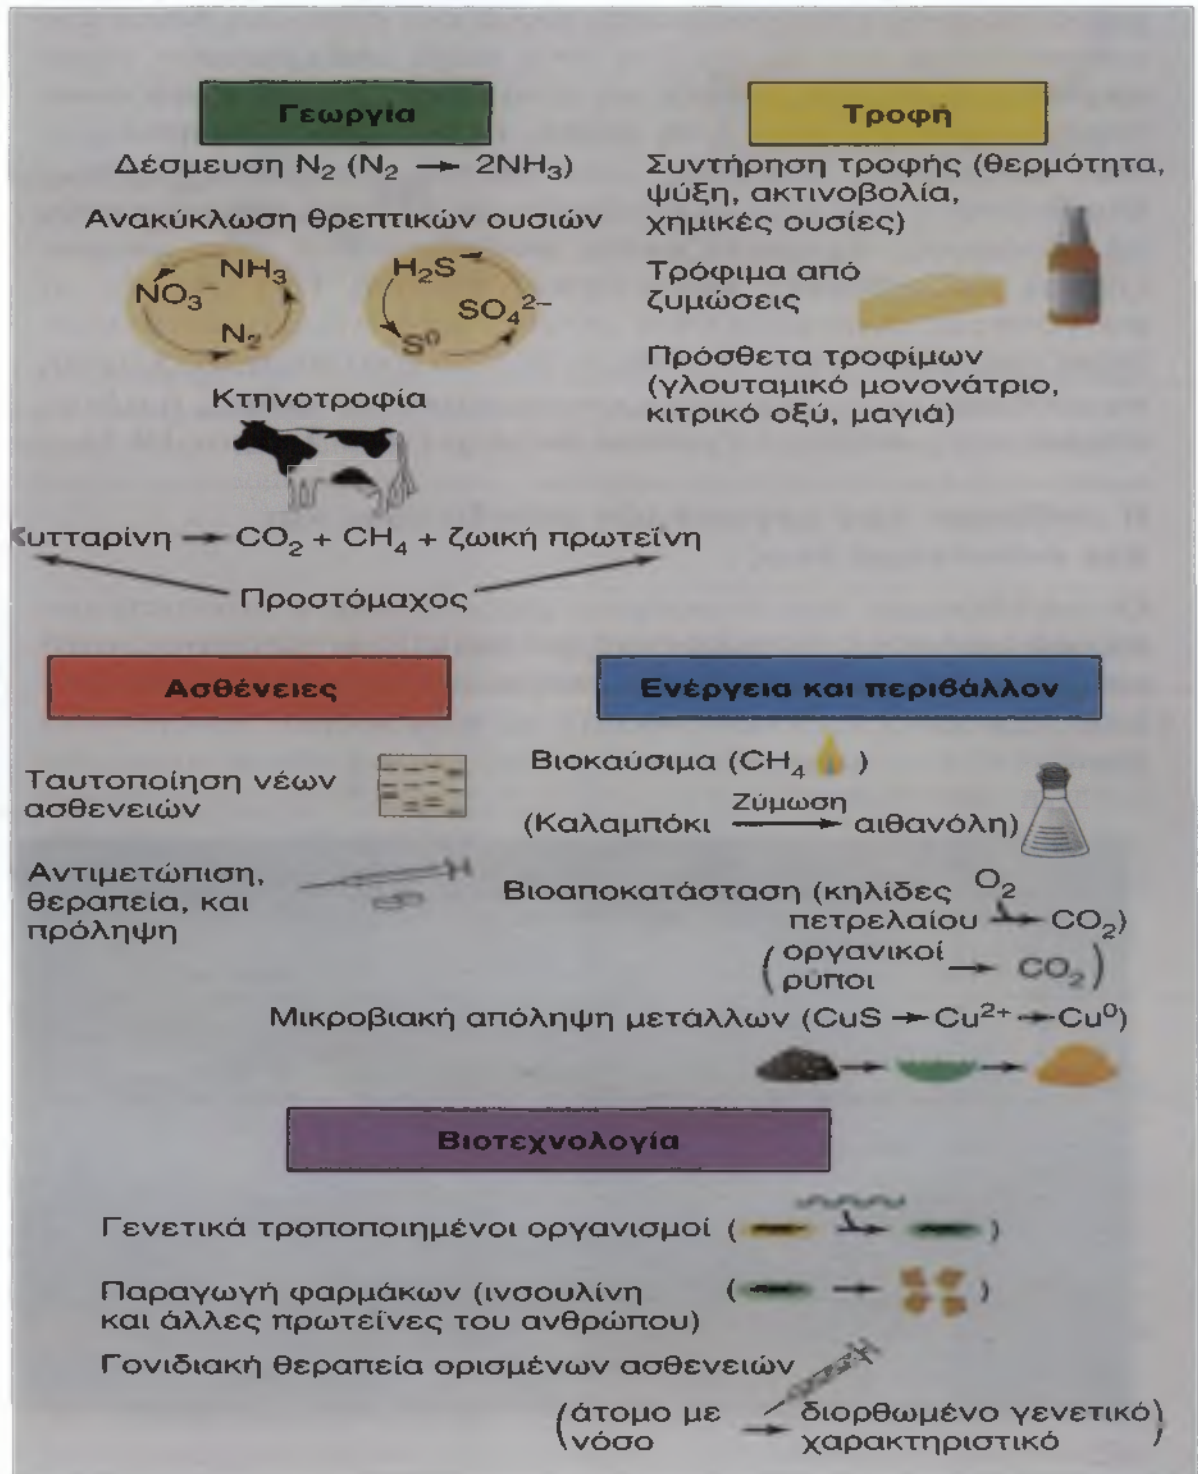 Γεωργία
Δέσμευση N₂ (N₂ → 2NH₃)
Ανακύκλωση θρεπτικών ουσιών
NH₃
NO₃⁻
N₂
H₂S
SO₄²⁻
S⁰
Κτηνοτροφία
Κυτταρίνη → CO₂ + CH₄ + ζωική πρωτεΐνη
Προστόμαχος
Τροφή
Συντήρηση τροφής (θερμότητα,
ψύξη, ακτινοβολία,
χημικές ουσίες)
Τρόφιμα από
ζυμώσεις
Πρόσθετα τροφίμων
(γλουταμικό μονονάτριο,
κιτρικό οξύ, μαγιά)
Ασθένειες
Ταυτοποίηση νέων
ασθενειών
Αντιμετώπιση,
θεραπεία, και
πρόληψη
Ενέργεια και περιβάλλον
Βιοκαύσιμα (CH₄ )
Ζύμωση
(Καλαμπόκι → αιθανόλη)
Βιοαποκατάσταση (κηλίδες O₂
πετρελαίου → CO₂)
(οργανικοί
ρύποι → CO₂)
Μικροβιακή απόληψη μετάλλων (CuS → Cu²⁺ → Cu⁰)
Βιοτεχνολογία
Γενετικά τροποποιημένοι οργανισμοί ( → )
Παραγωγή φαρμάκων (ινσουλίνη ( → )
και άλλες πρωτεΐνες του ανθρώπου)
Γονιδιακή θεραπεία ορισμένων ασθενειών
(άτομο με → διορθωμένο γενετικό)
νόσο χαρακτηριστικό